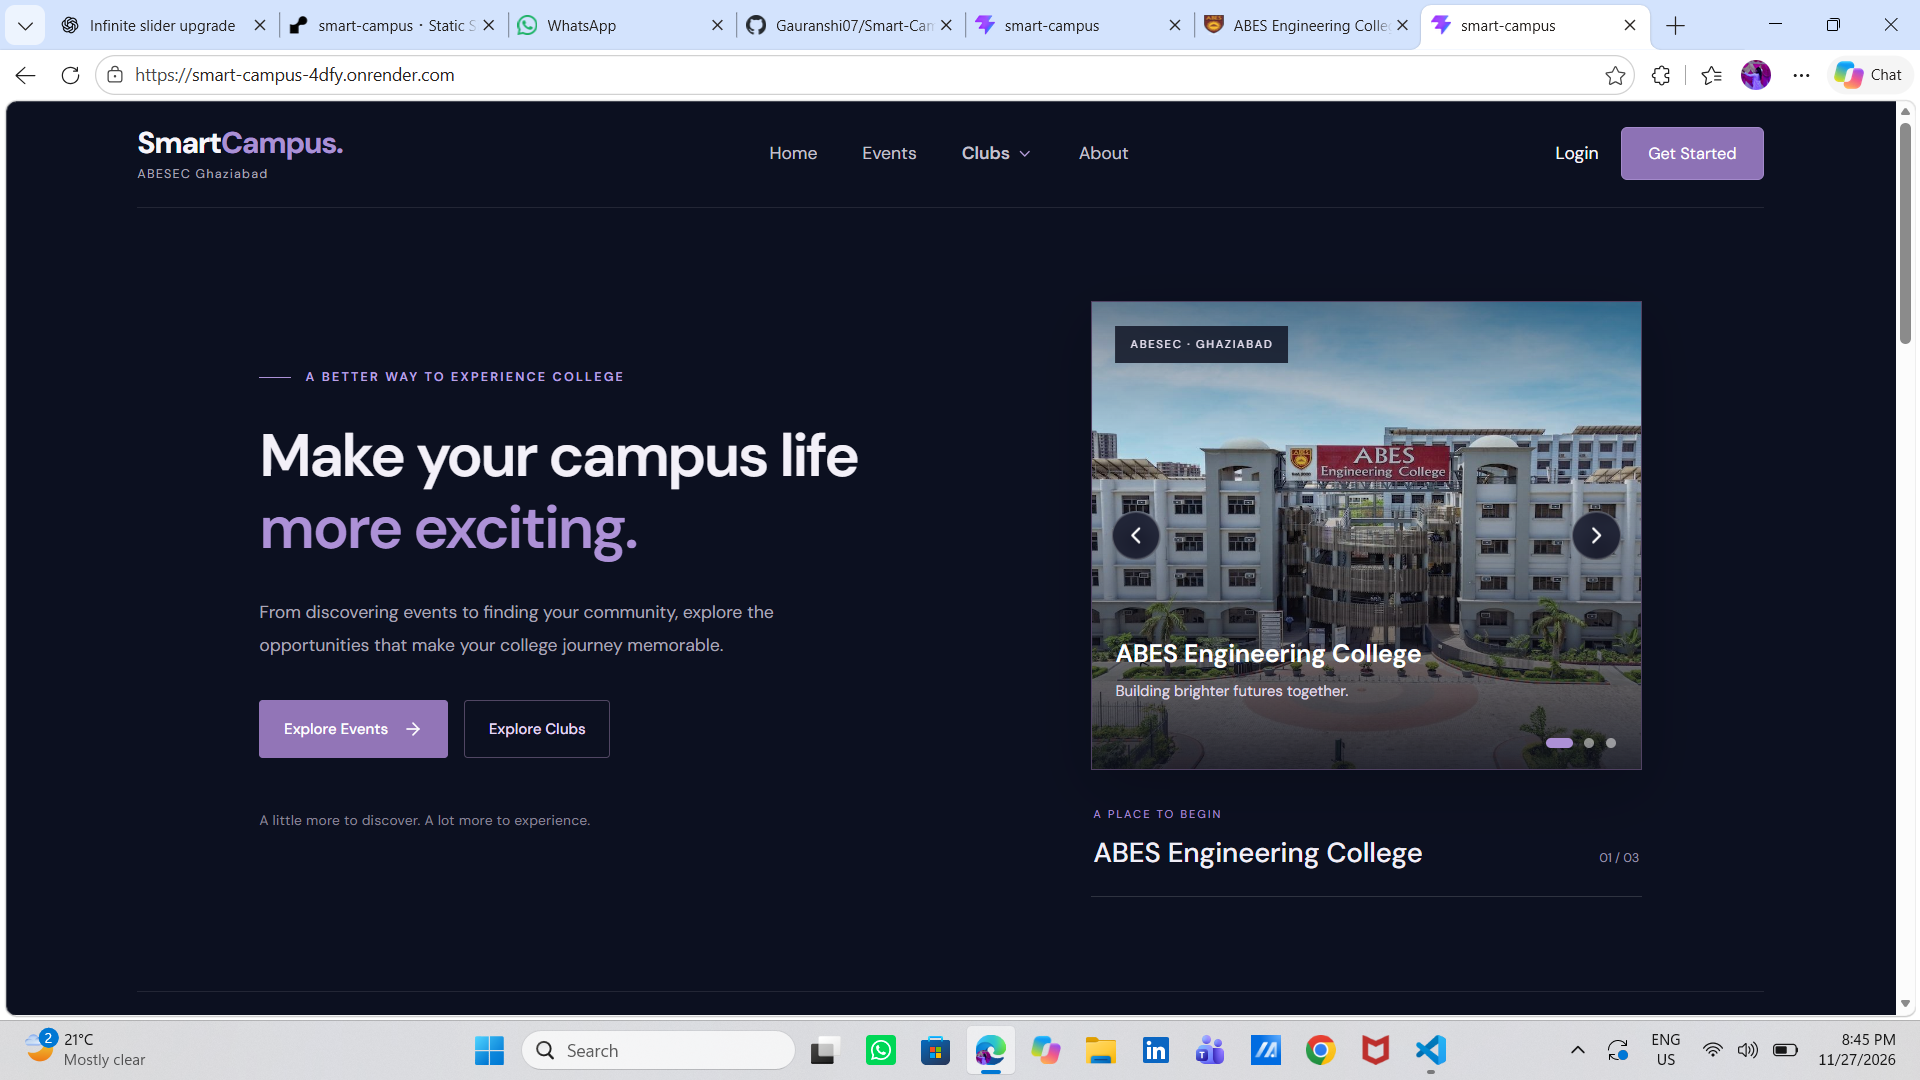 Infinite slider upgrade
smart-campus · Static S
WhatsApp
Gauranshi07/Smart-Cam
smart-campus
ABES Engineering Colle
smart-campus
https://smart-campus-4dfy.onrender.com
Chat
SmartCampus.
ABESEC Ghaziabad
Home
Events
Clubs
About
Login
Get Started
A BETTER WAY TO EXPERIENCE COLLEGE
Make your campus life
more exciting.
From discovering events to finding your community, explore the
opportunities that make your college journey memorable.
Explore Events
Explore Clubs
A little more to discover. A lot more to experience.
ABESEC · GHAZIABAD
ABES
Engineering College
ABES Engineering College
Building brighter futures together.
A PLACE TO BEGIN
ABES Engineering College
01 / 03
2
21°C
Mostly clear
Search
ENG
US
8:45 PM
11/27/2026